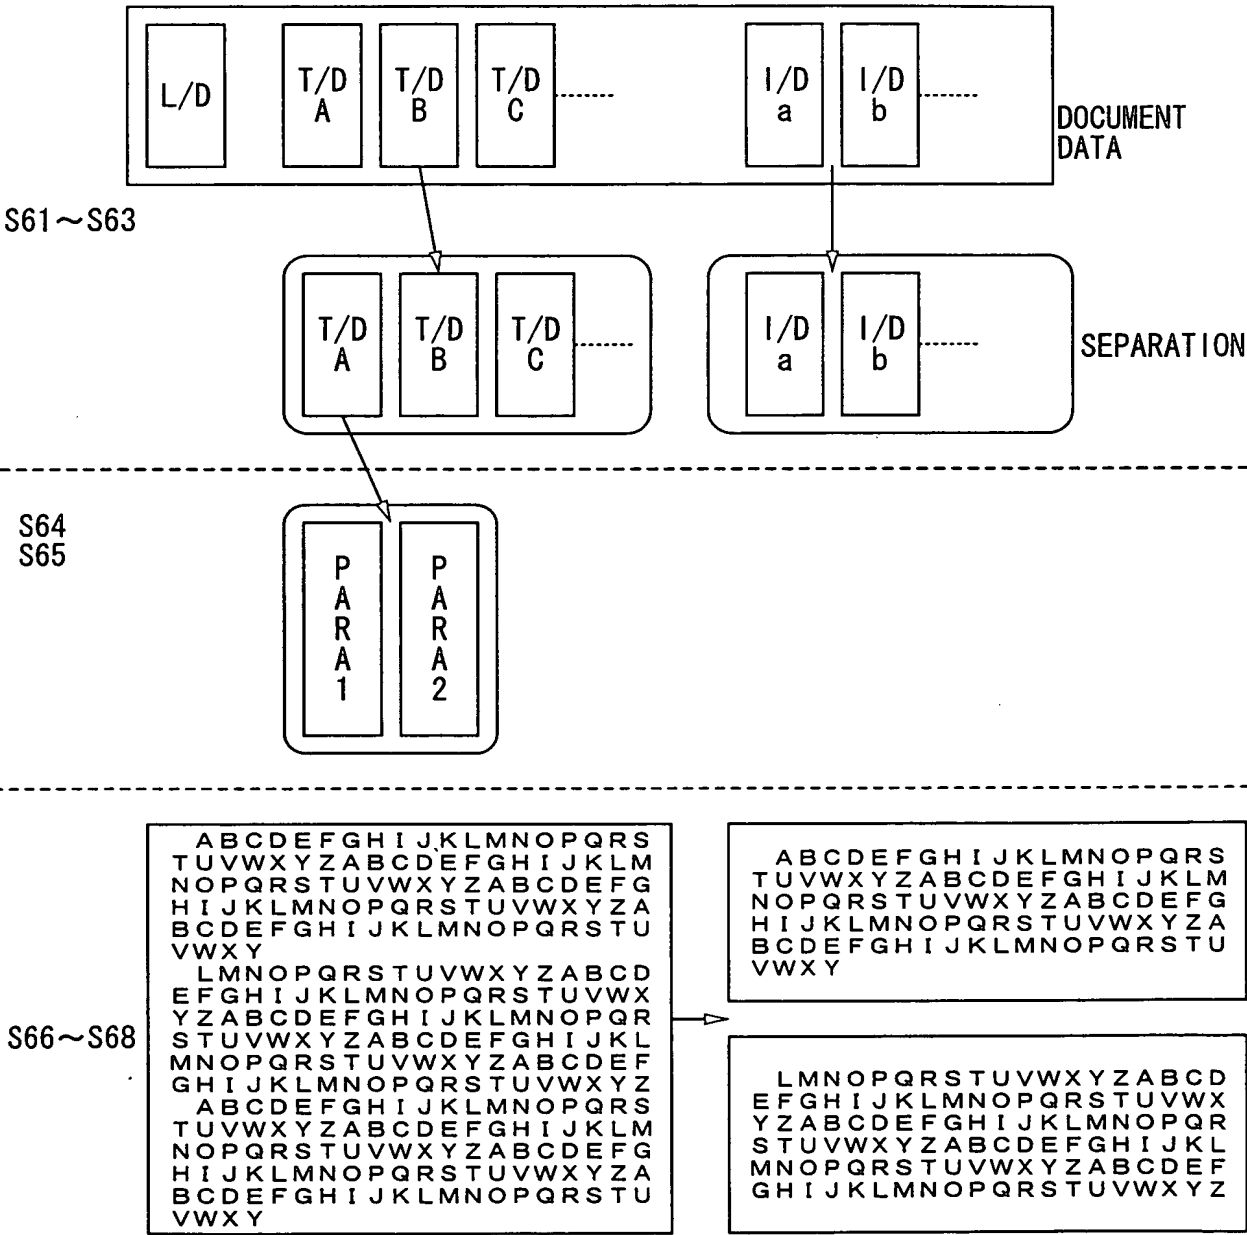 L/D
T/D
A
T/D
B
T/D
C
I/D
a
I/D
b
DOCUMENT
DATA
S61～S63
T/D
A
T/D
B
T/D
C
I/D
a
I/D
b
SEPARATION
S64
S65
PARA1
PARA2
S66～S68
ABCDEFGHIJKLMNOPQRS
TUVWXYZABCDEFGHIJKLM
NOPQRSTUVWXYZABCDEFG
HIJKLMNOPQRSTUVWXYZA
BCDEFGHIJKLMNOPQRSTU
VWXY
LMNOPQRSTUVWXYZABCD
EFGHIJKLMNOPQRSTUVWX
YZABCDEFGHIJKLMNOPQR
STUVWXYZABCDEFGHIJKL
MNOPQRSTUVWXYZABCDEF
GHIJKLMNOPQRSTUVWXYZ
ABCDEFGHIJKLMNOPQRS
TUVWXYZABCDEFGHIJKLM
NOPQRSTUVWXYZABCDEFG
HIJKLMNOPQRSTUVWXYZA
BCDEFGHIJKLMNOPQRSTU
VWXY
ABCDEFGHIJKLMNOPQRS
TUVWXYZABCDEFGHIJKLM
NOPQRSTUVWXYZABCDEFG
HIJKLMNOPQRSTUVWXYZA
BCDEFGHIJKLMNOPQRSTU
VWXY
LMNOPQRSTUVWXYZABCD
EFGHIJKLMNOPQRSTUVWX
YZABCDEFGHIJKLMNOPQR
STUVWXYZABCDEFGHIJKL
MNOPQRSTUVWXYZABCDEF
GHIJKLMNOPQRSTUVWXYZ